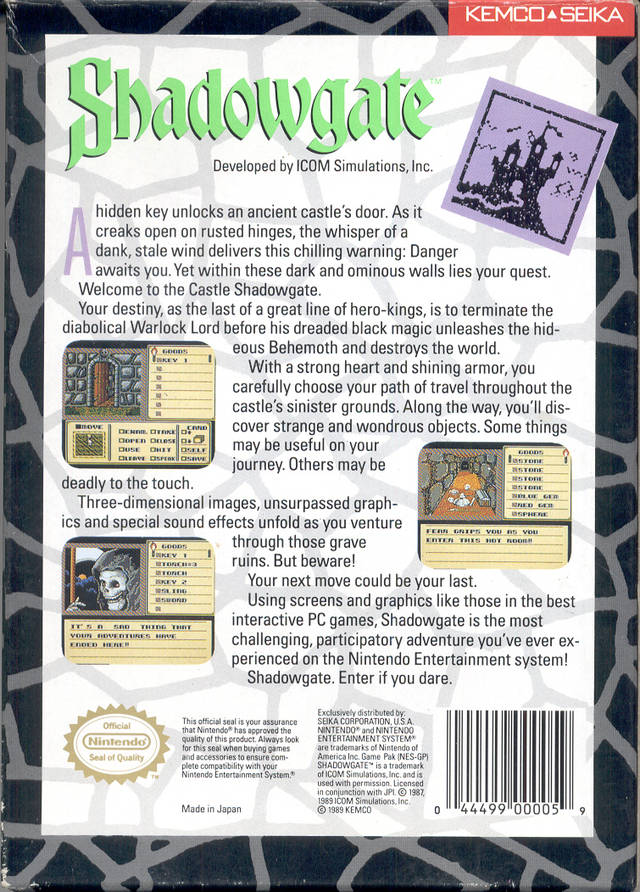 KEMCO▲SEIKA
Shadowgate™
Developed by ICOM Simulations, Inc.
A hidden key unlocks an ancient castle's door. As it
creaks open on rusted hinges, the whisper of a
dank, stale wind delivers this chilling warning: Danger
awaits you. Yet within these dark and ominous walls lies your quest.
Welcome to the Castle Shadowgate.
Your destiny, as the last of a great line of hero-kings, is to terminate the
diabolical Warlock Lord before his dreaded black magic unleashes the hid-
eous Behemoth and destroys the world.
With a strong heart and shining armor, you
carefully choose your path of travel throughout the
castle's sinister grounds. Along the way, you'll dis-
cover strange and wondrous objects. Some things
may be useful on your
journey. Others may be
deadly to the touch.
Three-dimensional images, unsurpassed graph-
ics and special sound effects unfold as you venture
through those grave
ruins. But beware!
Your next move could be your last.
Using screens and graphics like those in the best
interactive PC games, Shadowgate is the most
challenging, participatory adventure you've ever ex-
perienced on the Nintendo Entertainment system!
Shadowgate. Enter if you dare.
GOODS
KEY 1
MOVE
EXAM. TAKE
OPEN CLOSE
USE HIT SELF
LEAVE SPEAK SAVE
GOODS
STONE
STONE
STONE
STONE
BLUE GEM
RED GEM
SPHERE
FEAR GRIPS YOU AS YOU
ENTER THIS HOT ROOM!!
GOODS
KEY 1
TORCH*3
TORCH
KEY 2
SLING
SWORD
IT'S A SAD THING THAT
YOUR ADVENTURES HAVE
ENDED HERE!!
Official
Nintendo®
Seal of Quality
TM
This official seal is your assurance
that Nintendo® has approved the
quality of this product. Always look
for this seal when buying games
and accessories to ensure com-
plete compatibility with your
Nintendo Entertainment System.®
Made in Japan
Exclusively distributed by:
SEIKA CORPORATION, U.S.A.
NINTENDO® and NINTENDO
ENTERTAINMENT SYSTEM®
are trademarks of Nintendo of
America Inc. Game Pak (NES-GP)
SHADOWGATE™ is a trademark
of ICOM Simulations, Inc. and is
used with permission. Licensed
in conjunction with JPI. © 1987,
1989 ICOM Simulations, Inc.
© 1989 KEMCO
0 44499 00005 9